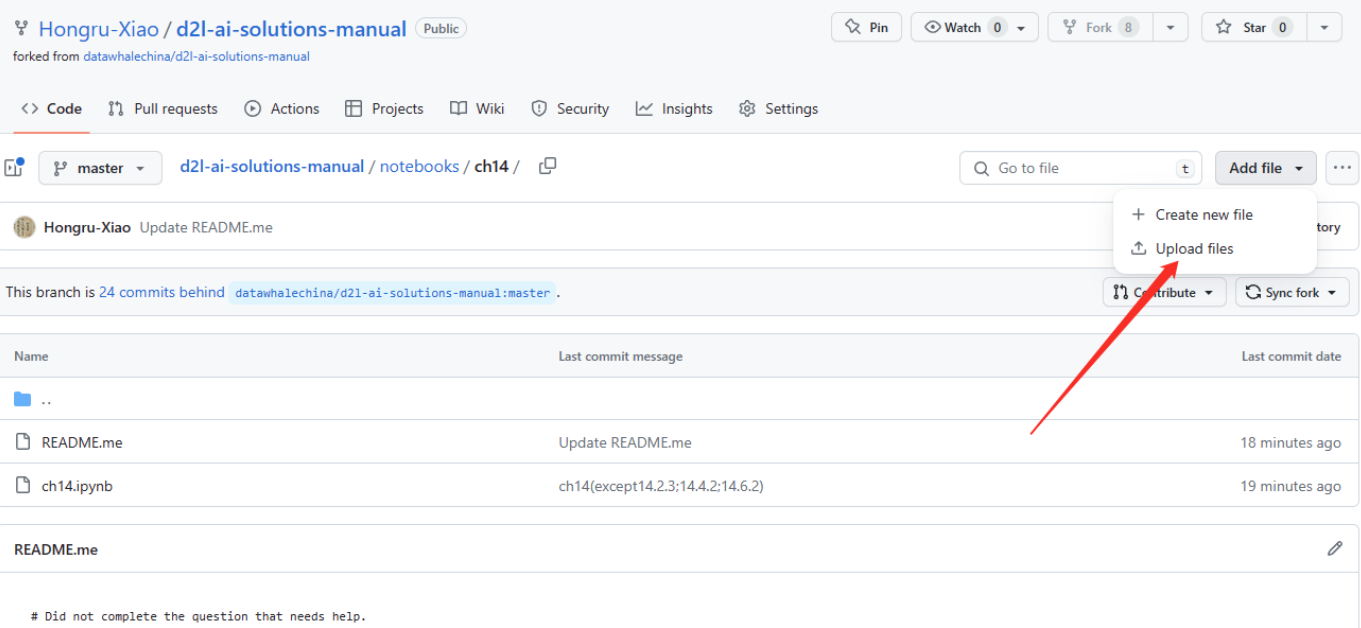 Hongru-Xiao / d2l-ai-solutions-manual Public Pin Watch 0 Fork 8 Star 0
forked from datawhalechina/d2l-ai-solutions-manual
<> Code Pull requests Actions Projects Wiki Security Insights Settings
master d2l-ai-solutions-manual / notebooks / ch14 / Go to file t Add file ...
+ Create new file
Hongru-Xiao Update README.me tory
Upload files
This branch is 24 commits behind datawhalechina/d2l-ai-solutions-manual:master . Contribute Sync fork
Name Last commit message Last commit date
..
README.me Update README.me 18 minutes ago
ch14.ipynb ch14(except14.2.3;14.4.2;14.6.2) 19 minutes ago
README.me
# Did not complete the question that needs help.